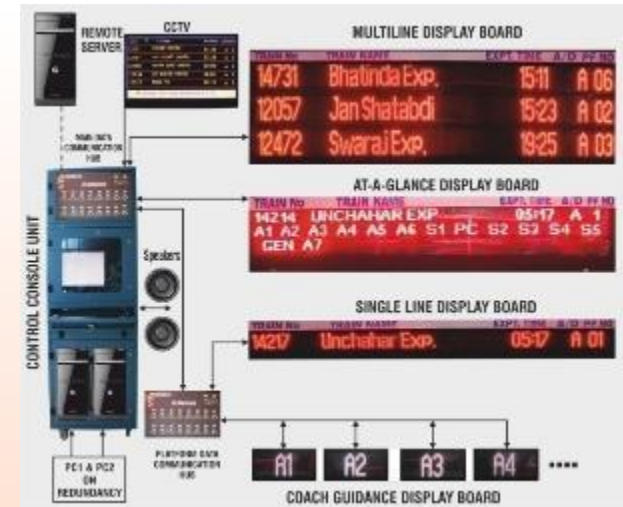 REMOTE SERVER
CCTV
MULTILINE DISPLAY BOARD
TRAIN No TRAIN NAME EXPT. TIME A/D PF NO
14731 Bhatinda Exp. 15:11 A 06
12057 Jan Shatabdi 15:23 A 02
12472 Swaraj Exp. 19:25 A 03
MAIN DATA
COMMUNICATION
HUB
AT-A-GLANCE DISPLAY BOARD
TRAIN No TRAIN NAME EXPT. TIME A/D PF NO
14214 UNCHAHAR EXP 05:17 A 1
A1 A2 A3 A4 A5 A6 S1 PC S2 S3 S4 S5
GEN A7
CONTROL CONSOLE UNIT
Speakers
SINGLE LINE DISPLAY BOARD
TRAIN No TRAIN NAME EXPT. TIME A/D PF NO
14217 Unchahar Exp. 05:17 A 01
PLATFORM DATA
COMMUNICATION
HUB
PC1 & PC2
ON
REDUNDANCY
A1 A2 A3 A4 ....
COACH GUIDANCE DISPLAY BOARD